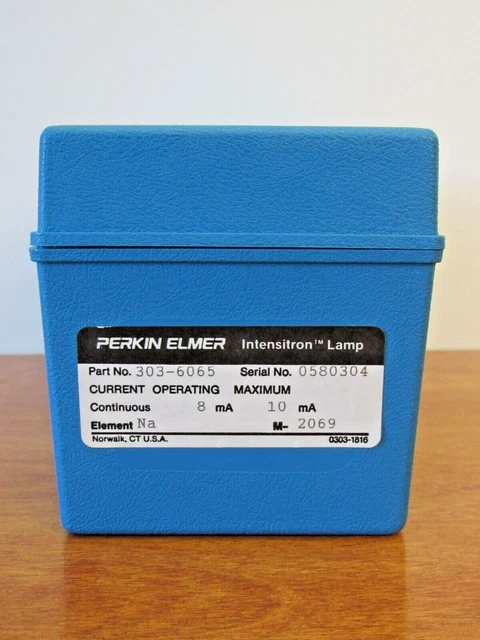 PERKIN ELMER Intensitron™ Lamp
Part No. 303-6065 Serial No. 0580304
CURRENT OPERATING MAXIMUM
Continuous 8 mA 10 mA
Element Na M- 2069
Norwalk, CT U.S.A. 0303-1816